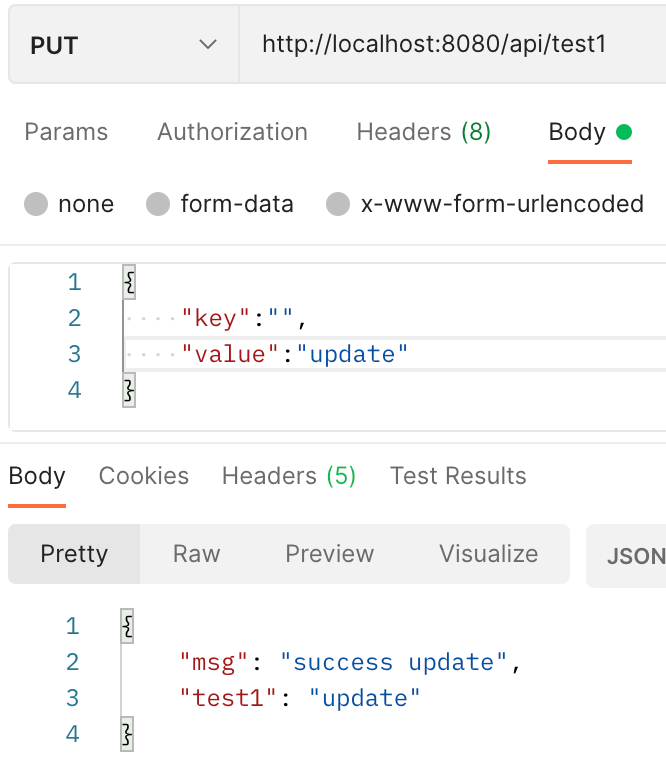 PUT http://localhost:8080/api/test1
Params Authorization Headers (8) Body
none form-data x-www-form-urlencoded
1 {
2 ····"key":"",
3 ····"value":"update"
4 }
Body Cookies Headers (5) Test Results
Pretty Raw Preview Visualize JSON
1 {
2 "msg": "success update",
3 "test1": "update"
4 }